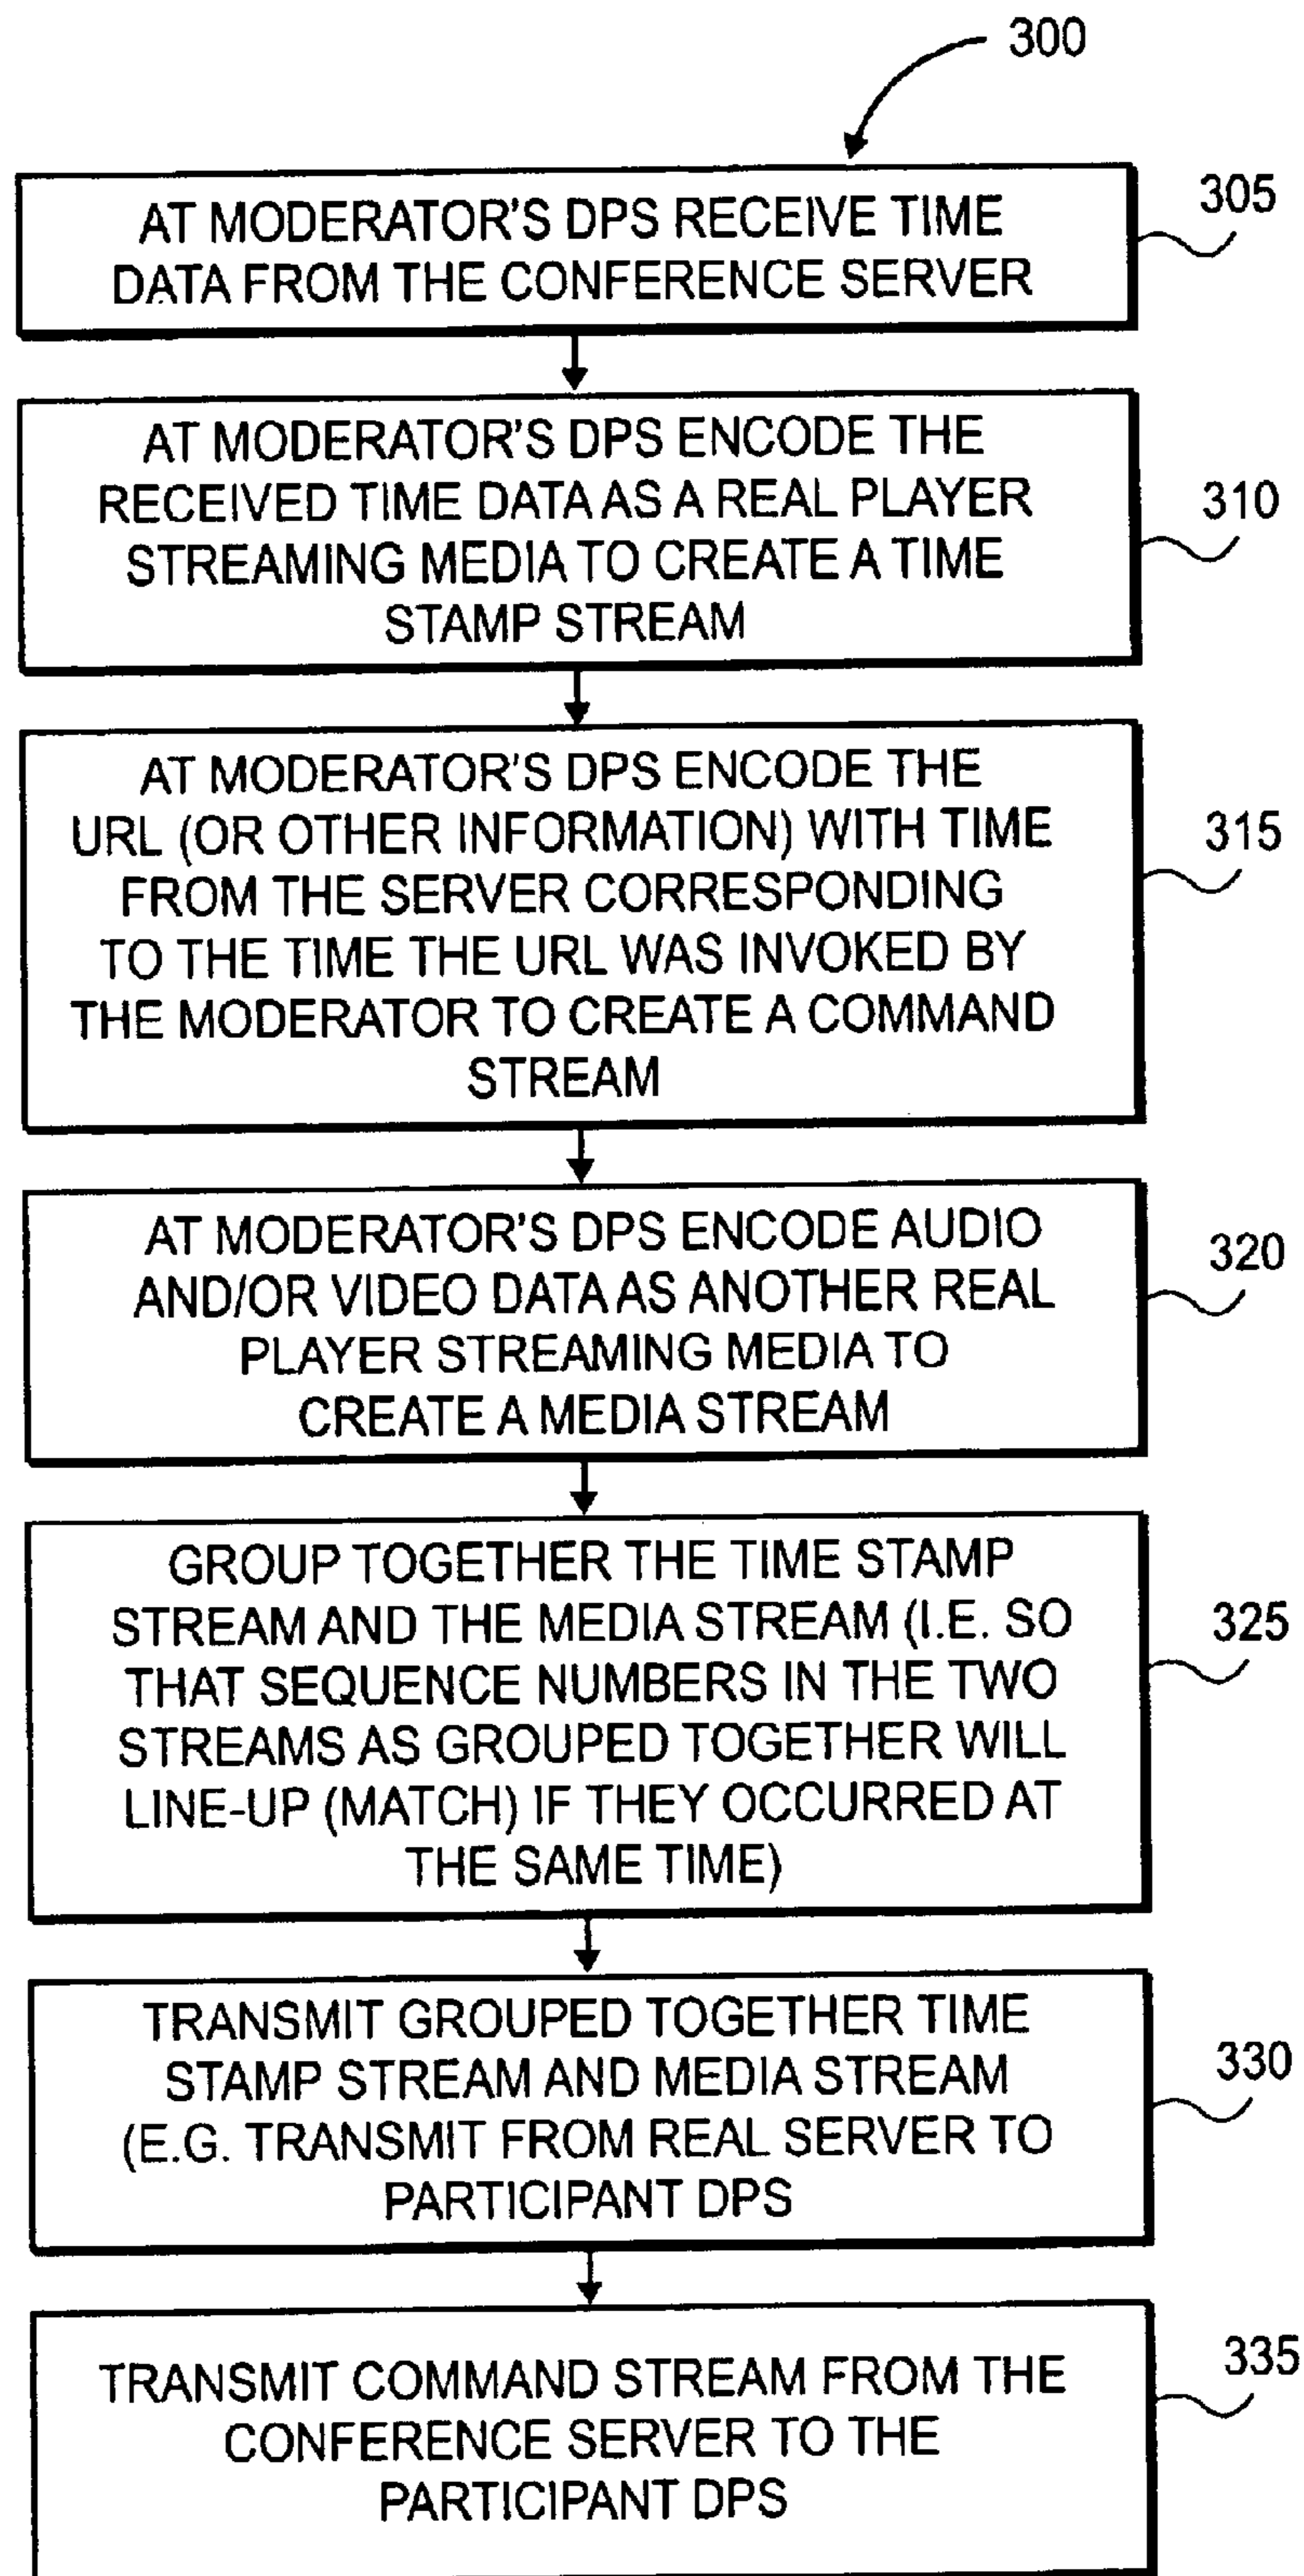 300
AT MODERATOR'S DPS RECEIVE TIME
DATA FROM THE CONFERENCE SERVER
305
AT MODERATOR'S DPS ENCODE THE
RECEIVED TIME DATA AS A REAL PLAYER
STREAMING MEDIA TO CREATE A TIME
STAMP STREAM
310
AT MODERATOR'S DPS ENCODE THE
URL (OR OTHER INFORMATION) WITH TIME
FROM THE SERVER CORRESPONDING
TO THE TIME THE URL WAS INVOKED BY
THE MODERATOR TO CREATE A COMMAND
STREAM
315
AT MODERATOR'S DPS ENCODE AUDIO
AND/OR VIDEO DATA AS ANOTHER REAL
PLAYER STREAMING MEDIA TO
CREATE A MEDIA STREAM
320
GROUP TOGETHER THE TIME STAMP
STREAM AND THE MEDIA STREAM (I.E. SO
THAT SEQUENCE NUMBERS IN THE TWO
STREAMS AS GROUPED TOGETHER WILL
LINE-UP (MATCH) IF THEY OCCURRED AT
THE SAME TIME)
325
TRANSMIT GROUPED TOGETHER TIME
STAMP STREAM AND MEDIA STREAM
(E.G. TRANSMIT FROM REAL SERVER TO
PARTICIPANT DPS
330
TRANSMIT COMMAND STREAM FROM THE
CONFERENCE SERVER TO THE
PARTICIPANT DPS
335